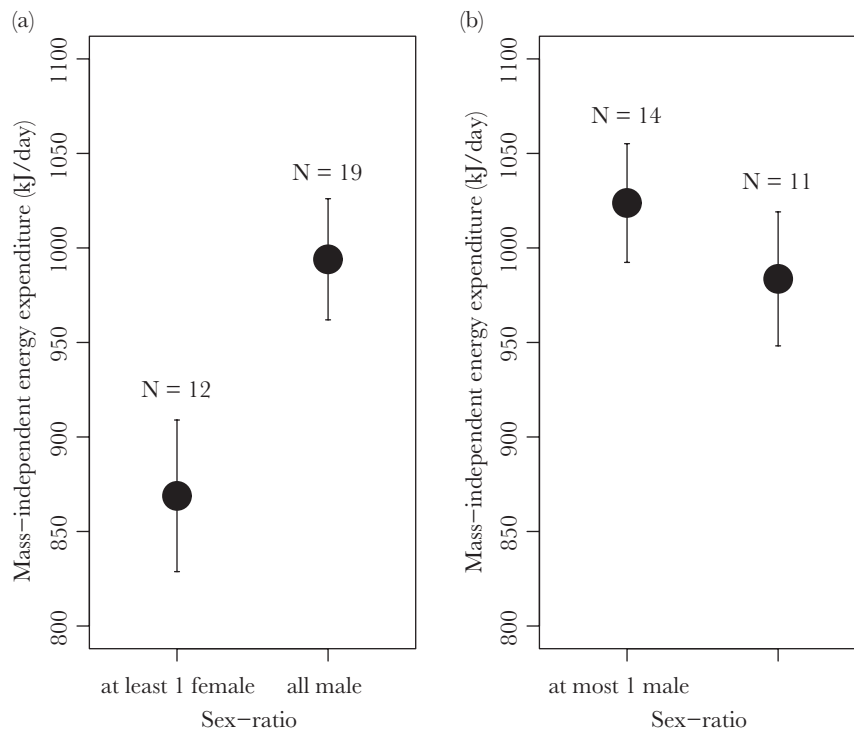 (a)
Mass−independent energy expenditure (kJ/day)
1100
1050
1000
950
900
850
800
N = 12
N = 19
at least 1 female
all male
Sex−ratio
(b)
Mass−independent energy expenditure (kJ/day)
1100
1050
1000
950
900
850
800
N = 14
N = 11
at most 1 male
Sex−ratio